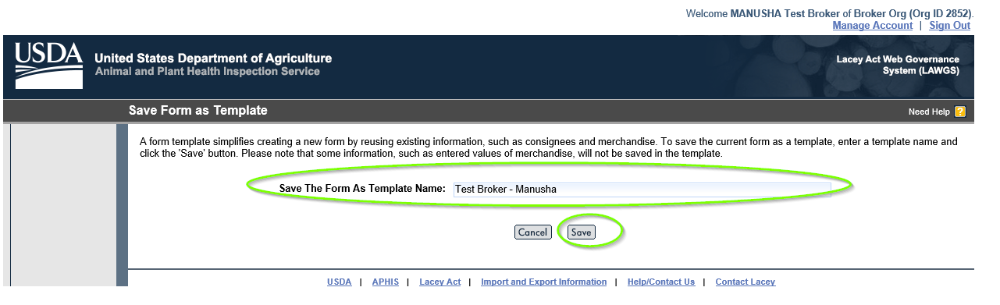 Welcome MANUSHA Test Broker of Broker Org (Org ID 2852).
Manage Account | Sign Out
USDA
United States Department of Agriculture
Animal and Plant Health Inspection Service
Lacey Act Web Governance
System (LAWGS)
Save Form as Template
Need Help ?
A form template simplifies creating a new form by reusing existing information, such as consignees and merchandise. To save the current form as a template, enter a template name and
click the 'Save' button. Please note that some information, such as entered values of merchandise, will not be saved in the template.
Save The Form As Template Name: Test Broker - Manusha
Cancel Save
USDA | APHIS | Lacey Act | Import and Export Information | Help/Contact Us | Contact Lacey